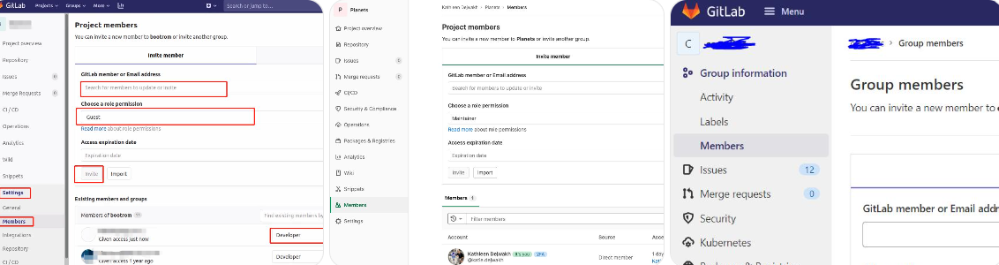 GitLab
Projects
Groups
More
Search or jump to...
Project overview
Repository
Issues 0
Merge Requests 0
CI / CD
Operations
Analytics
Wiki
Snippets
Settings
General
Members
Integrations
Repository
CI / CD
Project members
You can invite a new member to bootrom or invite another group.
Invite member
GitLab member or Email address
Search for members to update or invite
Choose a role permission
Guest
Read more about role permissions
Access expiration date
Expiration date
Invite
Import
Existing members and groups
Members of bootrom 11
Find existing members by
Given access just now
Developer
Given access 1 year ago
Developer
P Planets
Project overview
Repository
Issues 0
Merge requests 0
CI/CD
Security & Compliance
Operations
Packages & Registries
Analytics
Wiki
Snippets
Members
Settings
Kathleen Dejwakh > Planets > Members
Project members
You can invite a new member to Planets or invite another group.
Invite member
GitLab member or Email address
Search for members to update or invite
Choose a role permission
Maintainer
Read more about role permissions
Access expiration date
Expiration date
Invite
Import
Members 1
Filter members
Account
Source
Acce
Kathleen Dejwakh It's you 2FA
@katie.dejwakh
Direct member
1 day
Kat
GitLab
Menu
C
Group information
Activity
Labels
Members
Issues 12
Merge requests 0
Security
Kubernetes
> Group members
Group members
You can invite a new member to
GitLab member or Email addr